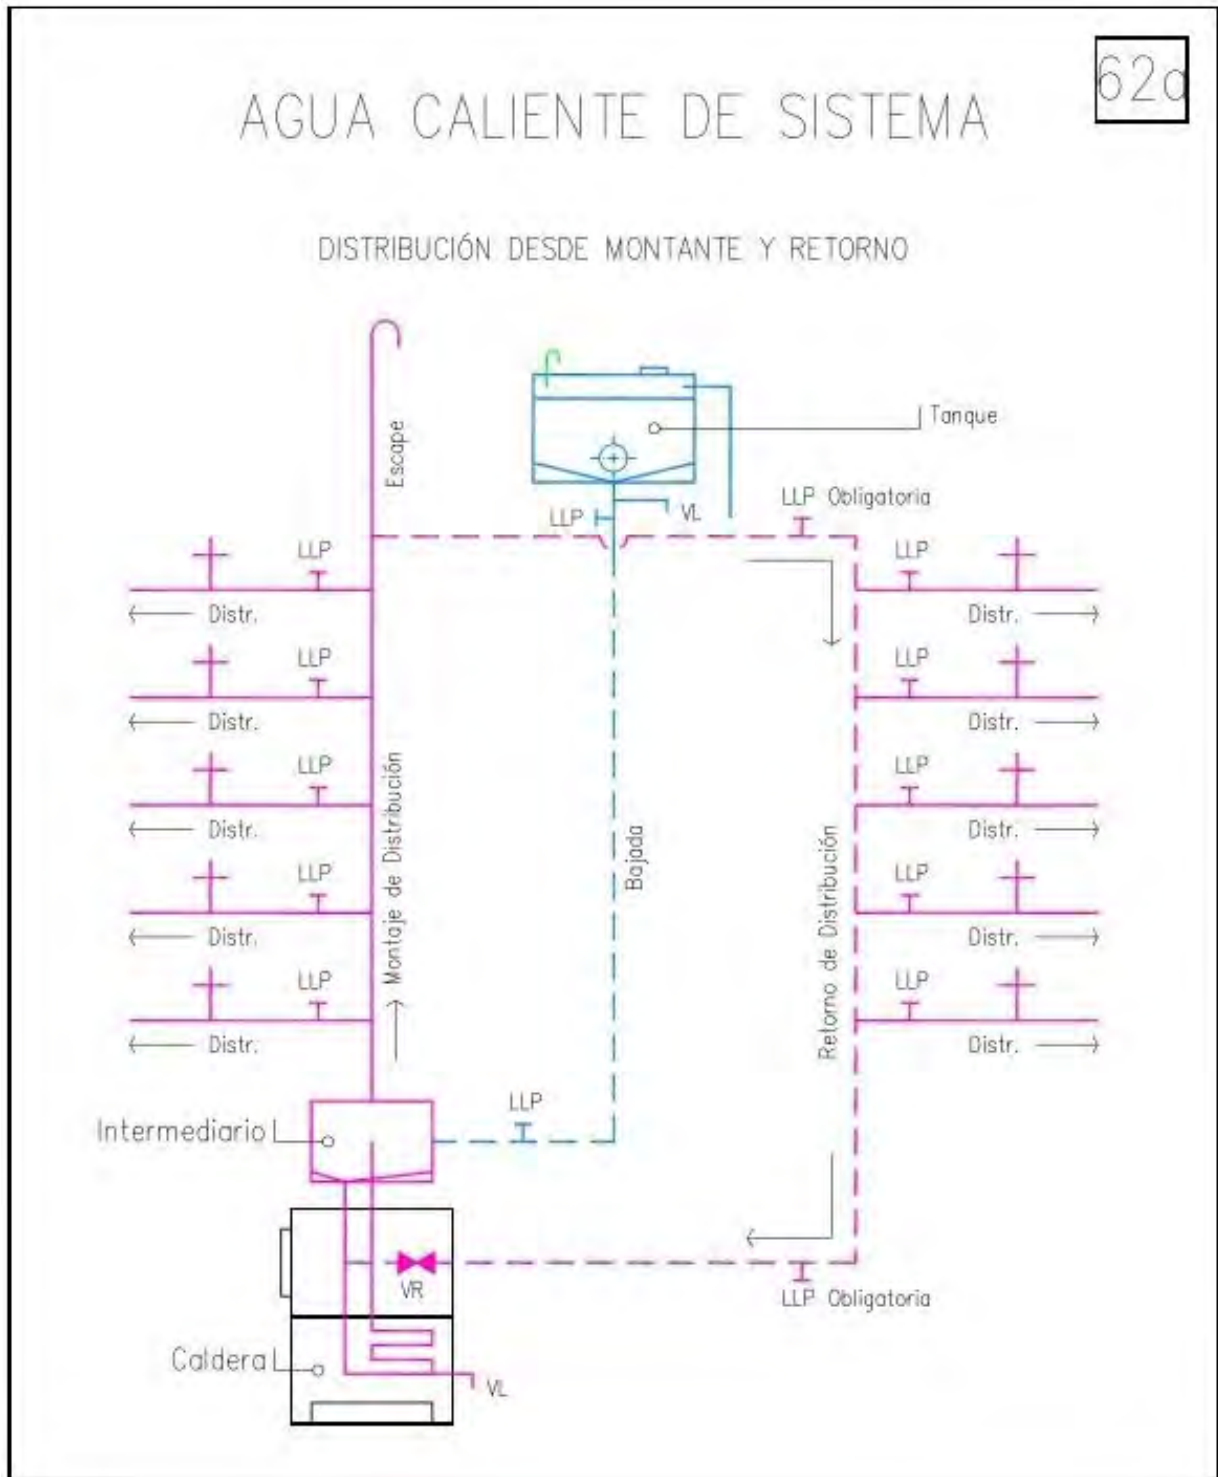 62a
AGUA CALIENTE DE SISTEMA
DISTRIBUCIÓN DESDE MONTANTE Y RETORNO
Escape
Tanque
LLP
VL
LLP Obligatoria
LLP
Distr.
LLP
Distr.
LLP
Distr.
LLP
Distr.
LLP
Distr.
LLP
Distr.
LLP
Distr.
LLP
Distr.
LLP
Distr.
LLP
Distr.
Montaje de Distribución
Bajada
Retorno de Distribución
LLP
Intermediario
VR
LLP Obligatoria
Caldera
VL